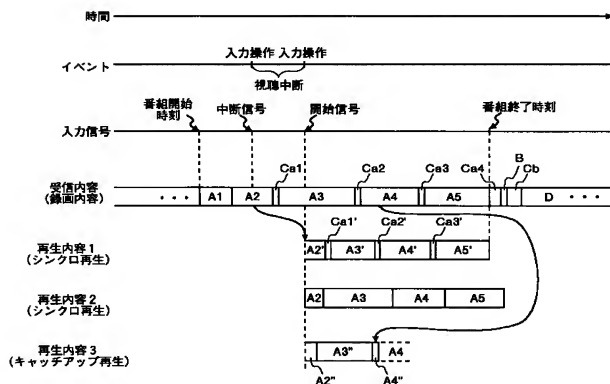 時間
入力操作 入力操作
イベント
視聴中断
番組開始
時刻
中断信号
開始信号
番組終了時刻
入力信号
Ca1
Ca2
Ca3
Ca4
B
Cb
受信内容
(録画内容)
・・・
A1
A2
A3
A4
A5
D
・・・
Ca1'
Ca2'
Ca3'
再生内容1
(シンクロ再生)
A2'
A3'
A4'
A5'
再生内容2
(シンクロ再生)
A2
A3
A4
A5
再生内容3
(キャッチアップ再生)
A3"
A4
A2"
A4"